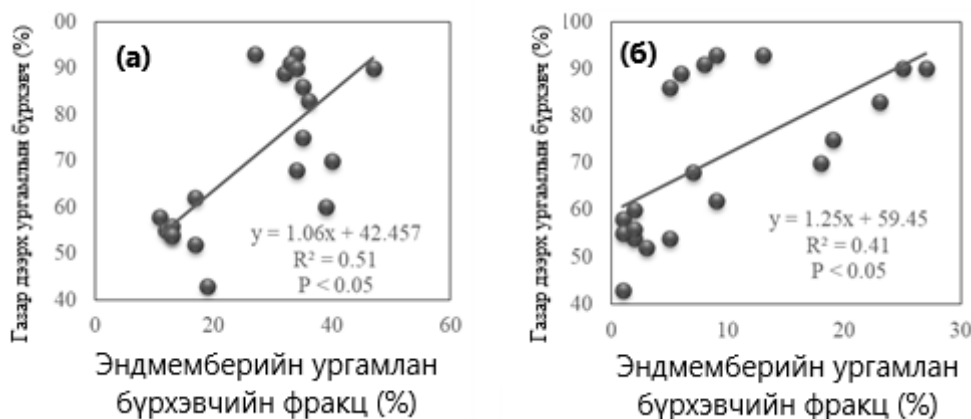 Газар дээрх ургамлын бүрхэвч (%)
00
90
80
70
60
50
40
(а)
y = 1.06x + 42.457
R² = 0.51
P < 0.05
0
20
40
60
Эндмемберийн ургамлан
бүрхэвчийн фракц (%)
Газар дээрх ургамлын бүрхэвч (%)
100
90
80
70
60
50
40
(б)
y = 1.25x + 59.45
R² = 0.41
P < 0.05
0
10
20
30
Эндмемберийн ургамлан
бүрхэвчийн фракц (%)